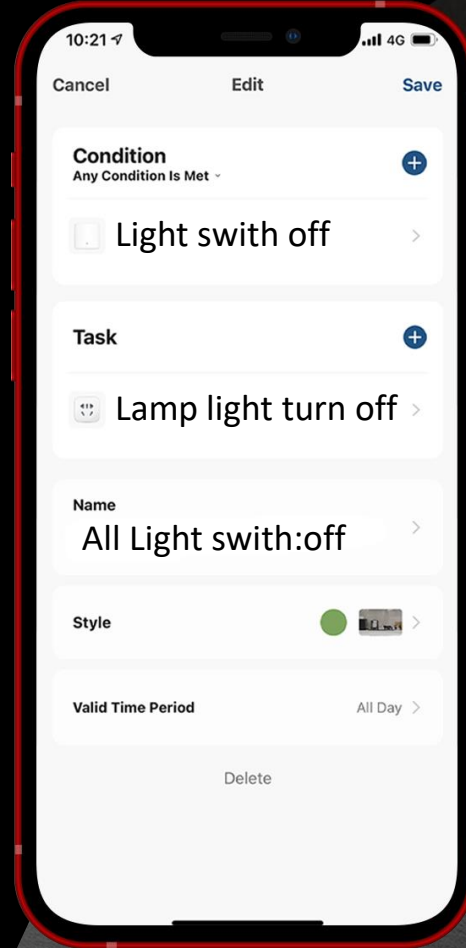 10:21 4G
Cancel Edit Save
Condition
Any Condition Is Met
Light swith off
Task
Lamp light turn off
Name
All Light swith:off
Style
Valid Time Period All Day
Delete